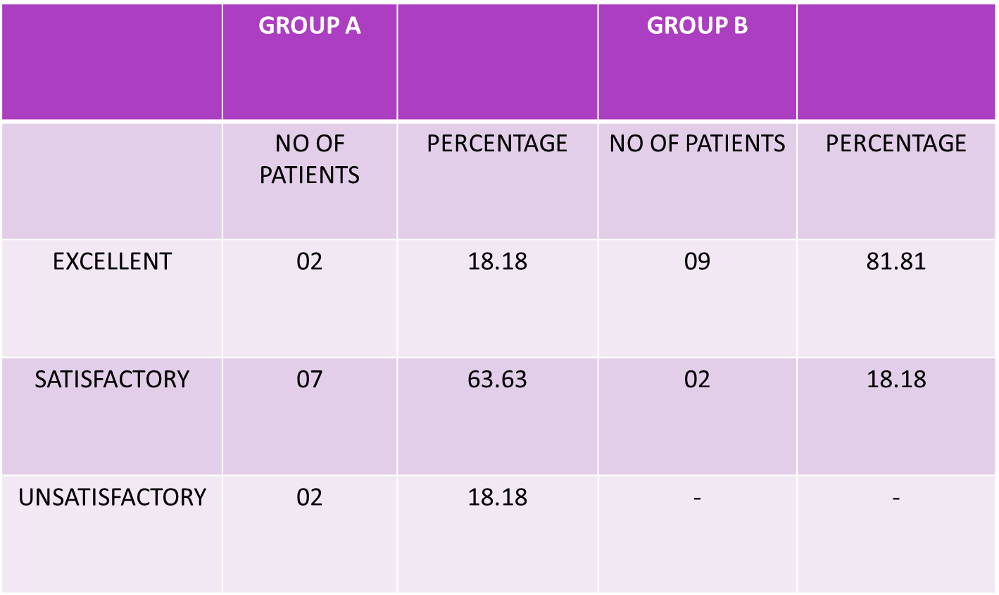 GROUP A GROUP B
NO OF PERCENTAGE NO OF PATIENTS PERCENTAGE
PATIENTS
EXCELLENT 02 18.18 09 81.81
SATISFACTORY 07 63.63 02 18.18
UNSATISFACTORY 02 18.18 - -